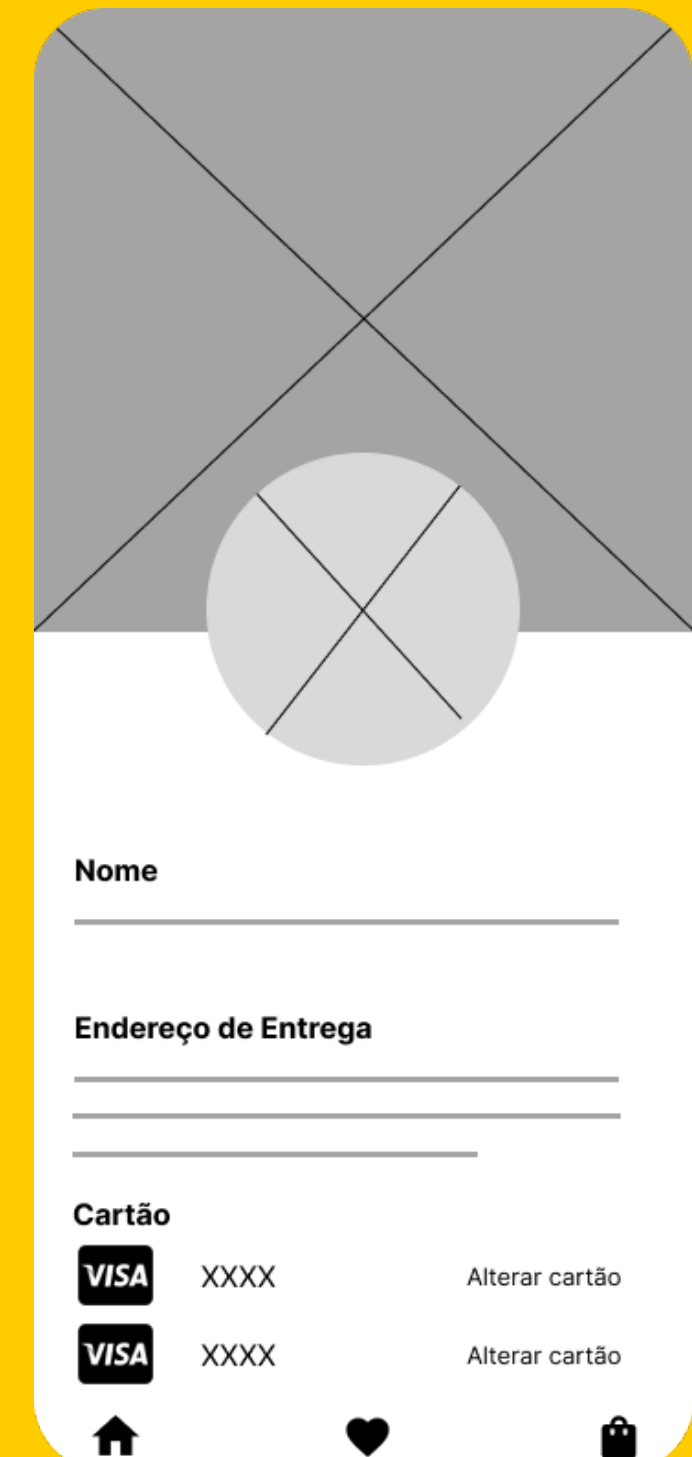 Nome
Endereço de Entrega
Cartão
VISA XXXX Alterar cartão
VISA XXXX Alterar cartão